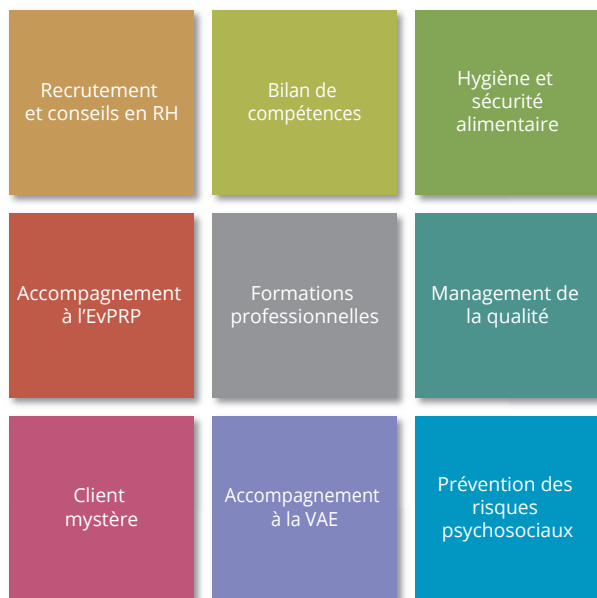 Recrutement
et conseils en RH
Bilan de
compétences
Hygiène et
sécurité
alimentaire
Accompagnement
à l'EvPRP
Formations
professionnelles
Management de
la qualité
Client
mystère
Accompagnement
à la VAE
Prévention des
risques
psychosociaux